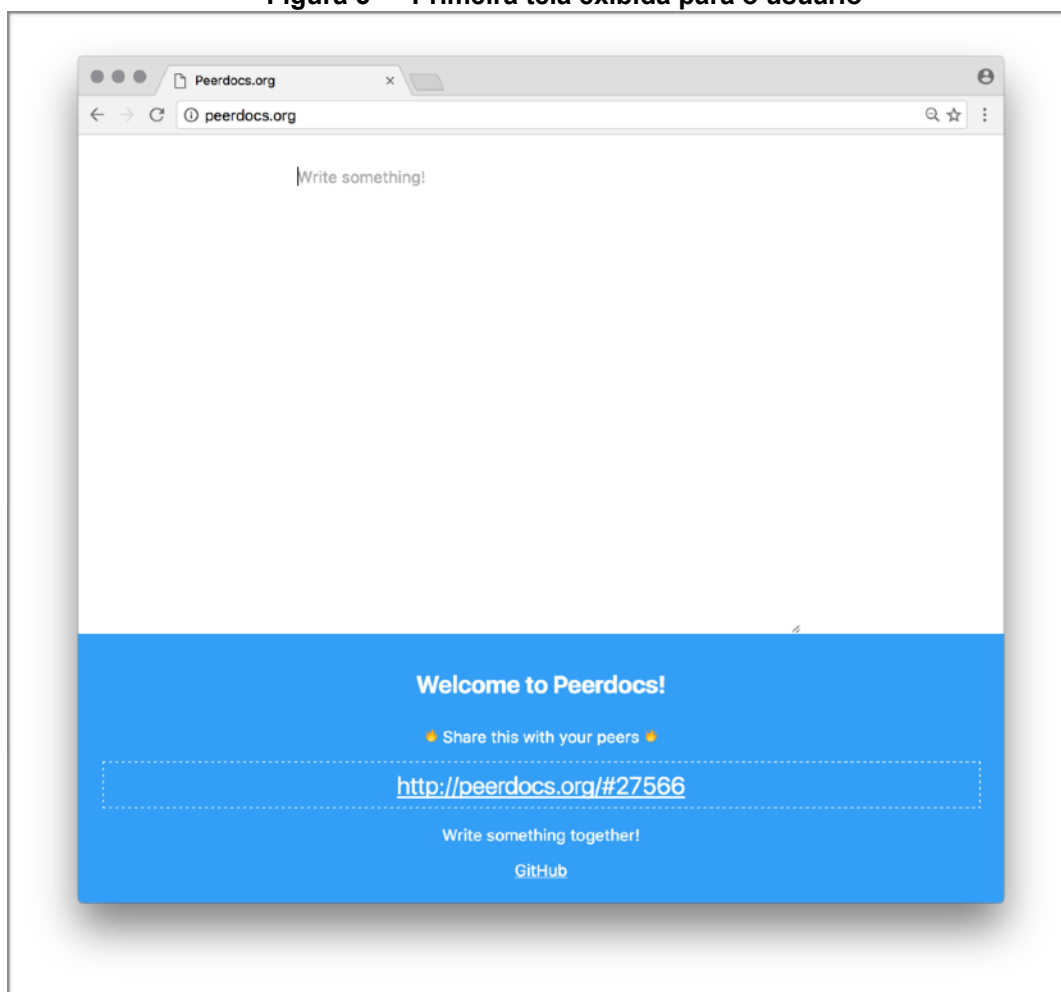 Peerdocs.org
peerdocs.org
Write something!
Welcome to Peerdocs!
🔥 Share this with your peers 🔥
http://peerdocs.org/#27566
Write something together!
GitHub